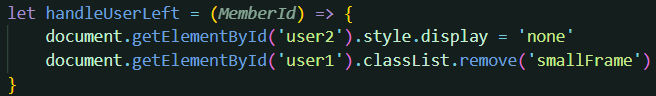 let handleUserLeft = (MemberId) => {
    document.getElementById('user2').style.display = 'none'
    document.getElementById('user1').classList.remove('smallFrame')
}